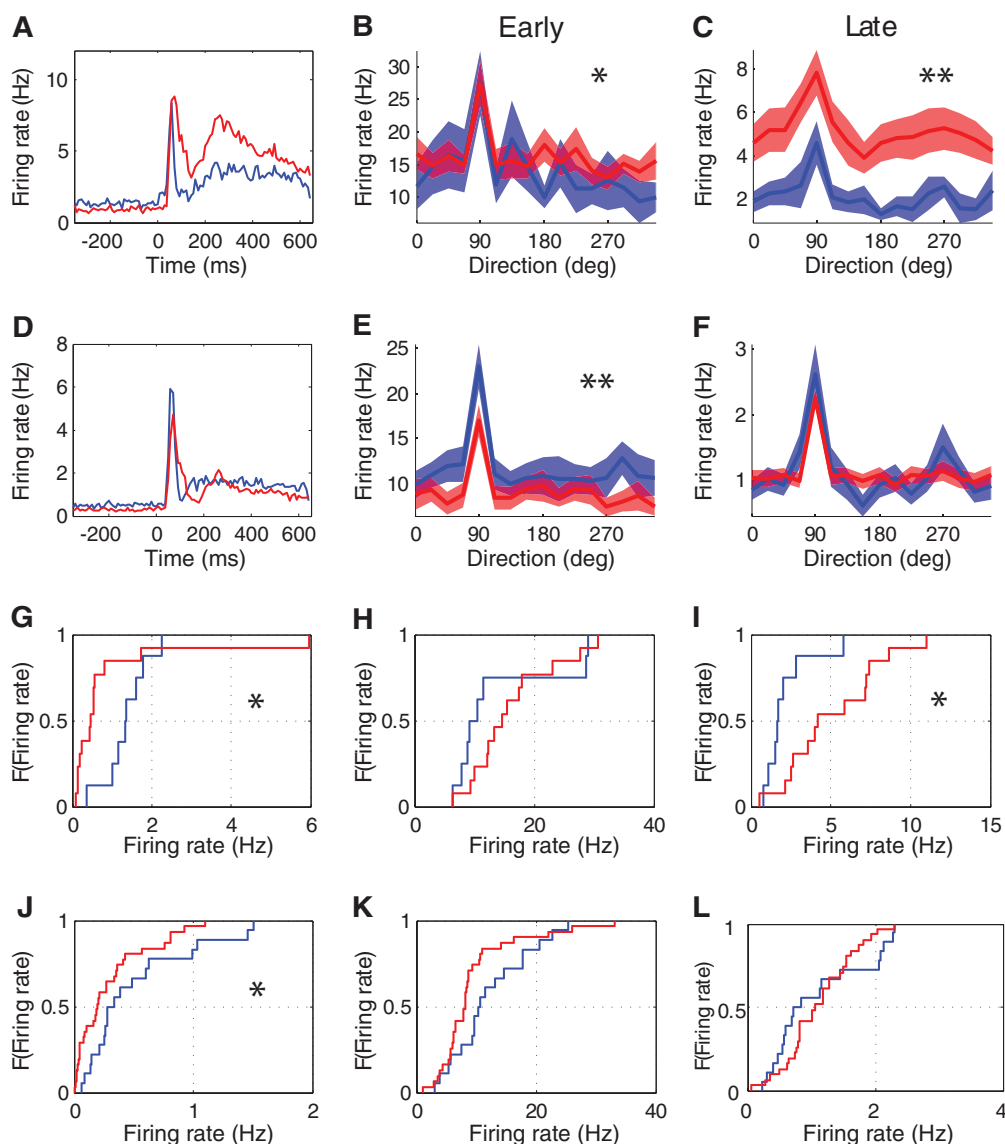 A
B
Early
C
Late
Firing rate (Hz)
12
10
5
0
-200 0 200 400 600
Time (ms)
Firing rate (Hz)
30
25
20
15
10
*
0 90 180 270
Direction (deg)
Firing rate (Hz)
8
6
4
2
**
0 90 180 270
Direction (deg)
D
E
F
Firing rate (Hz)
8
6
4
2
0
-200 0 200 400 600
Time (ms)
Firing rate (Hz)
25
20
15
10
**
0 90 180 270
Direction (deg)
Firing rate (Hz)
3
2
1
0 90 180 270
Direction (deg)
G
H
I
F(Firing rate)
1
0.5
0
*
0 2 4 6
Firing rate (Hz)
F(Firing rate)
1
0.5
0
0 20 40
Firing rate (Hz)
F(Firing rate)
1
0.5
0
*
0 5 10 15
Firing rate (Hz)
J
K
L
F(Firing rate)
1
0.5
0
*
0 1 2
Firing rate (Hz)
F(Firing rate)
1
0.5
0
0 20 40
Firing rate (Hz)
F(Firing rate)
1
0.5
0
0 2 4
Firing rate (Hz)